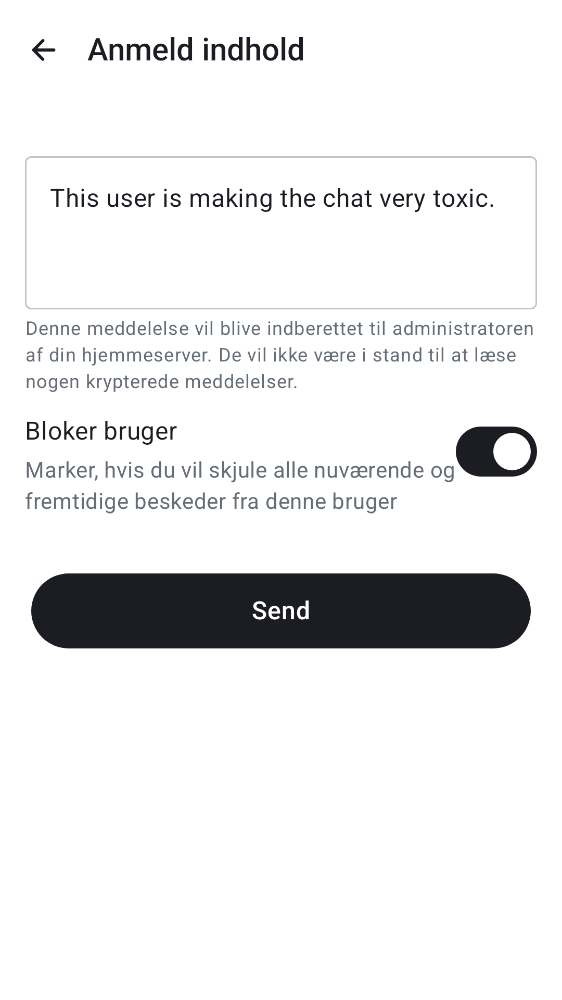 Anmeld indhold
This user is making the chat very toxic.
Denne meddelelse vil blive indberettet til administratoren
af din hjemmeserver. De vil ikke være i stand til at læse
nogen krypterede meddelelser.
Bloker bruger
Marker, hvis du vil skjule alle nuværende og
fremtidige beskeder fra denne bruger
Send